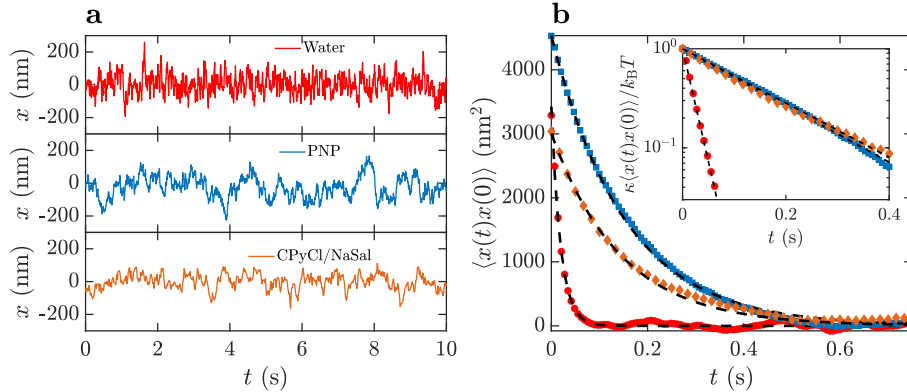 a
200
0
-200
x (nm)
Water
200
0
-200
x (nm)
PNP
200
0
-200
x (nm)
CPyCl/NaSal
0 2 4 6 8 10
t (s)
b
4000
3000
2000
1000
0
⟨x(t)x(0)⟩ (nm²)
0 0.2 0.4 0.6
t (s)
10⁰
10⁻¹
κ⟨x(t)x(0)⟩/k_BT
0 0.2 0.4
t (s)